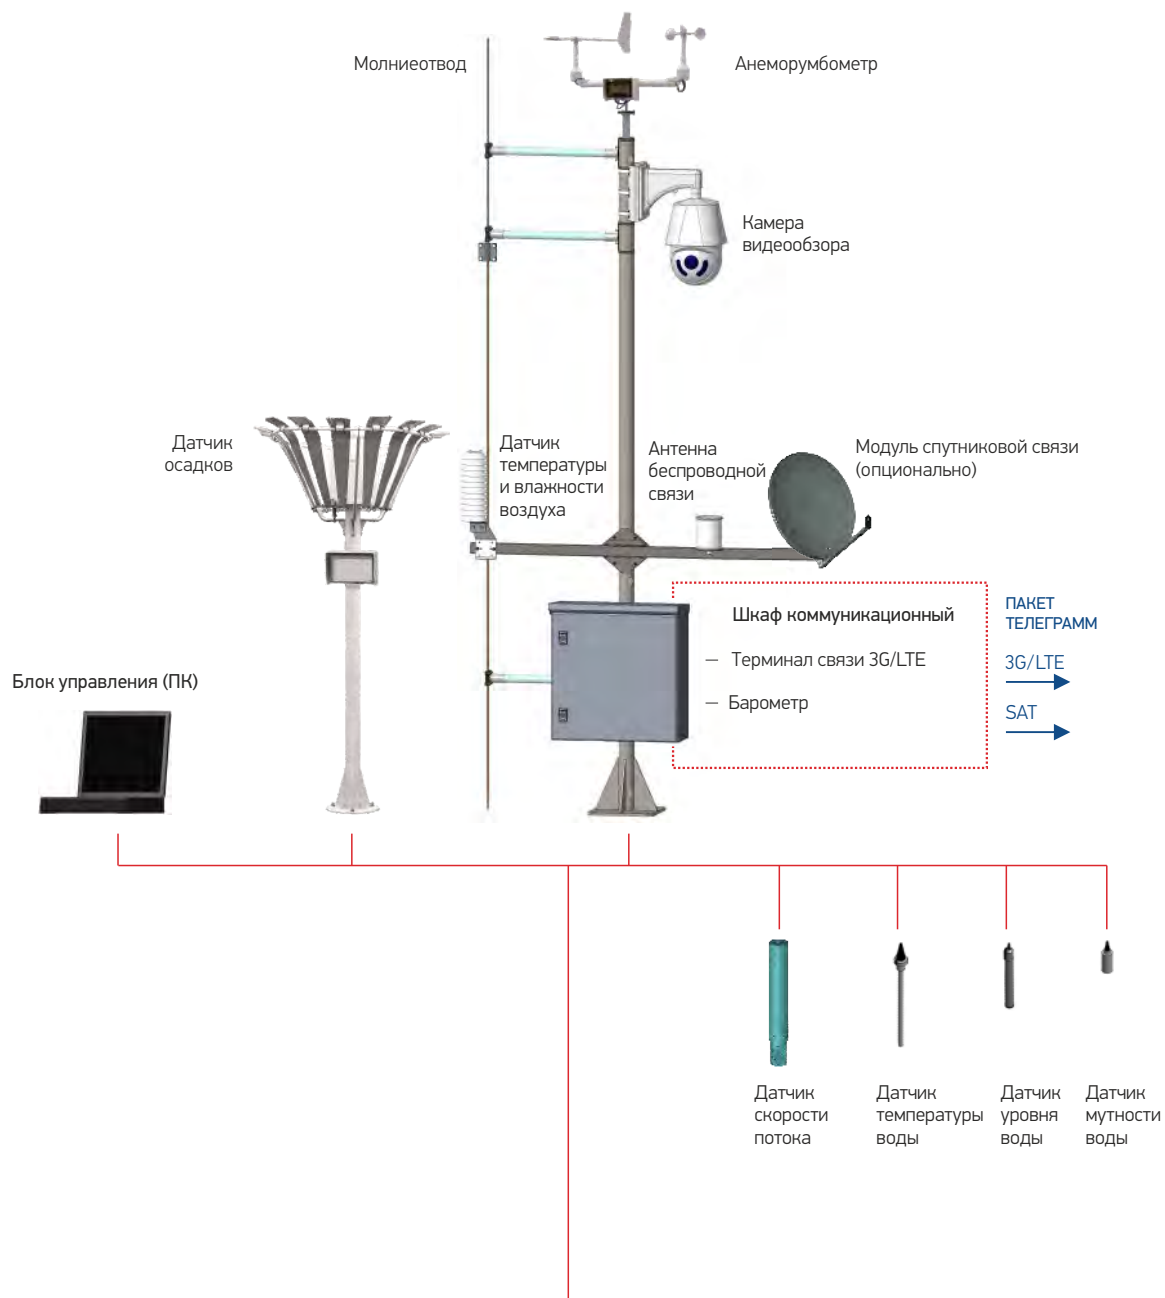 Молниеотвод
Анеморумбометр
Камера
видеообзора
Датчик
осадков
Датчик
температуры
и влажности
воздуха
Антенна
беспроводной
связи
Модуль спутниковой связи
(опционально)
Шкаф коммуникационный
— Терминал связи 3G/LTE
— Барометр
ПАКЕТ
ТЕЛЕГРАММ
3G/LTE
SAT
Блок управления (ПК)
Датчик
скорости
потока
Датчик
температуры
воды
Датчик
уровня
воды
Датчик
мутности
воды